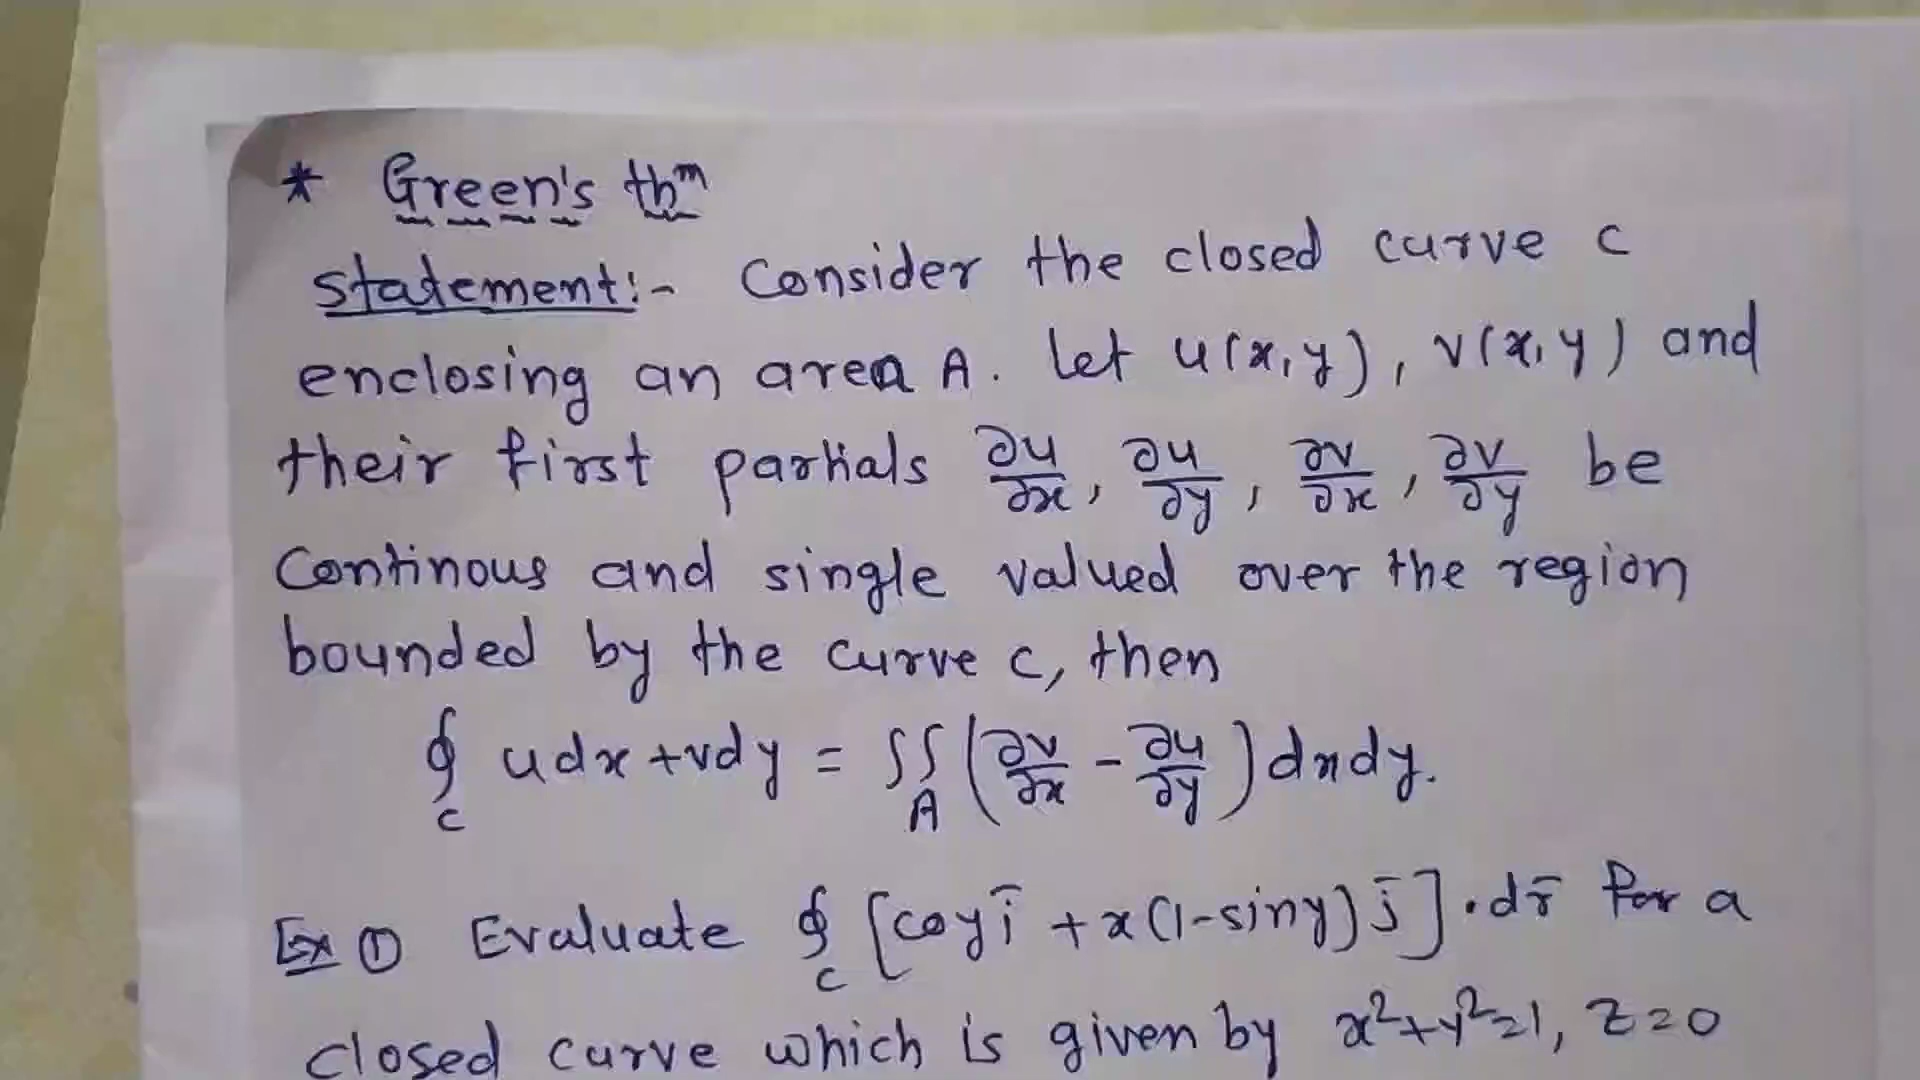 * Green's thm
Statement:- Consider the closed curve c
enclosing an area A. Let u(x,y), v(x,y) and
their first partials ∂u/∂x, ∂u/∂y, ∂v/∂x, ∂v/∂y be
continous and single valued over the region
bounded by the curve c, then
∮c udx+vdy = ∬A (∂v/∂x - ∂u/∂y) dxdy.
Ex ① Evaluate ∮c [cosy i̅ + x(1-siny) j̅]·dr̅ for a
closed curve which is given by x²+y²=1, z=0